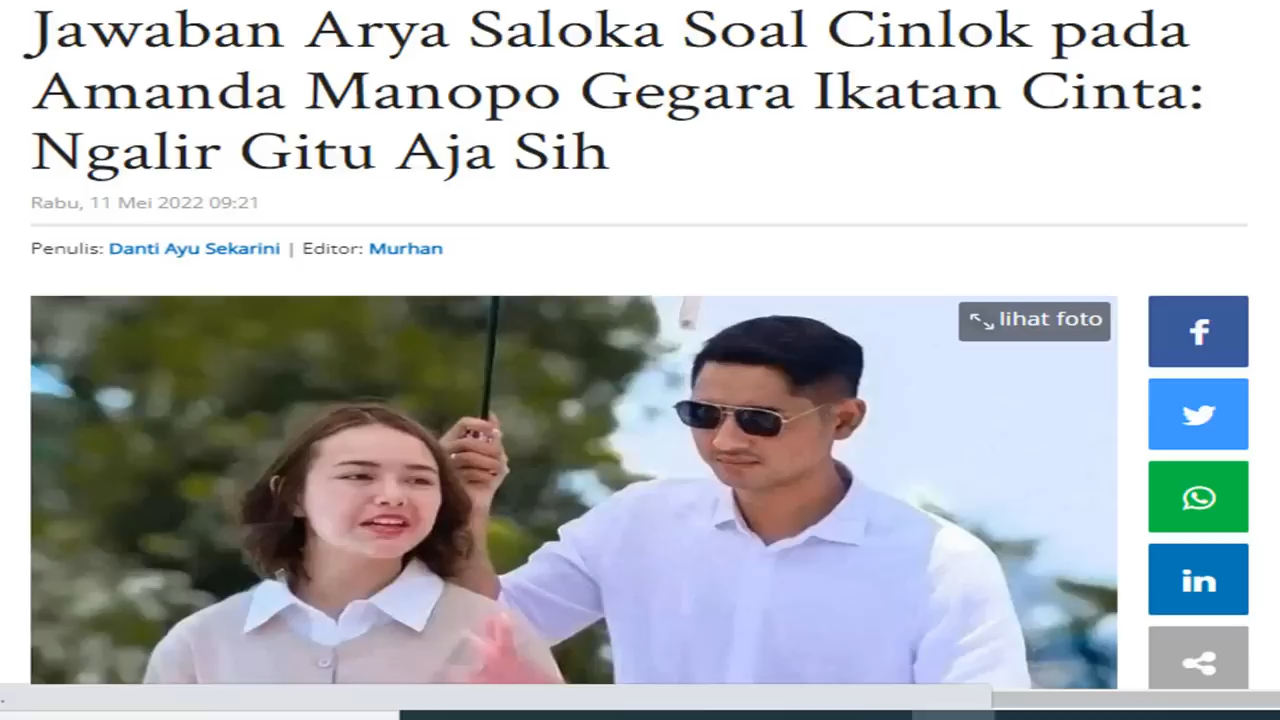 Jawaban Arya Saloka Soal Cinlok pada
Amanda Manopo Gegara Ikatan Cinta:
Ngalir Gitu Aja Sih
Rabu, 11 Mei 2022 09:21
Penulis: Danti Ayu Sekarini | Editor: Murhan
lihat foto